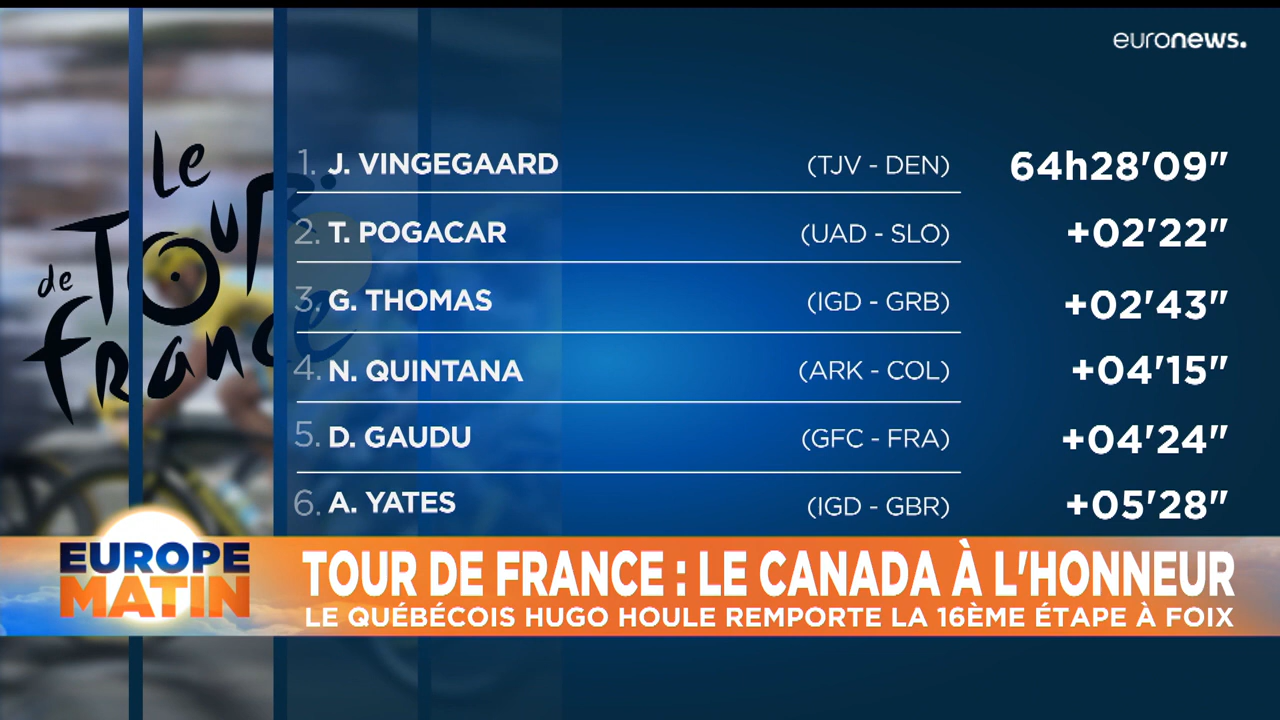 euronews.
Le
Tour
de
France
1. J. VINGEGAARD (TJV - DEN) 64h28'09"
2. T. POGACAR (UAD - SLO) +02'22"
3. G. THOMAS (IGD - GRB) +02'43"
4. N. QUINTANA (ARK - COL) +04'15"
5. D. GAUDU (GFC - FRA) +04'24"
6. A. YATES (IGD - GBR) +05'28"
EUROPE
MATIN
TOUR DE FRANCE : LE CANADA À L'HONNEUR
LE QUÉBÉCOIS HUGO HOULE REMPORTE LA 16ÈME ÉTAPE À FOIX